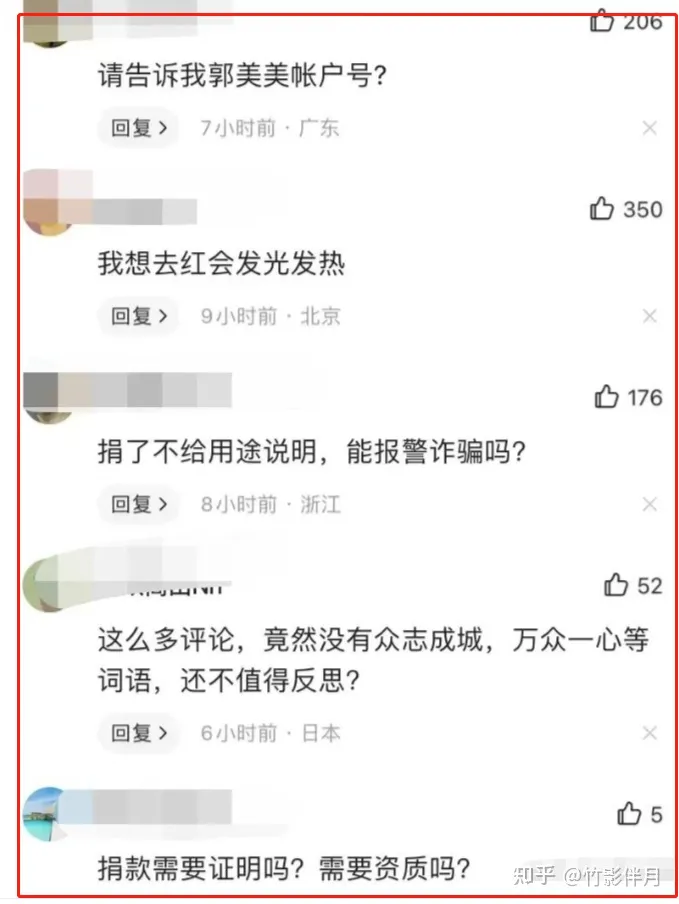 206
请告诉我郭美美帐户号?
回复 7小时前 · 广东
350
我想去红会发光发热
回复 9小时前 · 北京
176
捐了不给用途说明，能报警诈骗吗?
回复 8小时前 · 浙江
52
这么多评论，竟然没有众志成城，万众一心等
词语，还不值得反思?
回复 6小时前 · 日本
5
捐款需要证明吗? 需要资质吗?
知乎 @竹影伴月